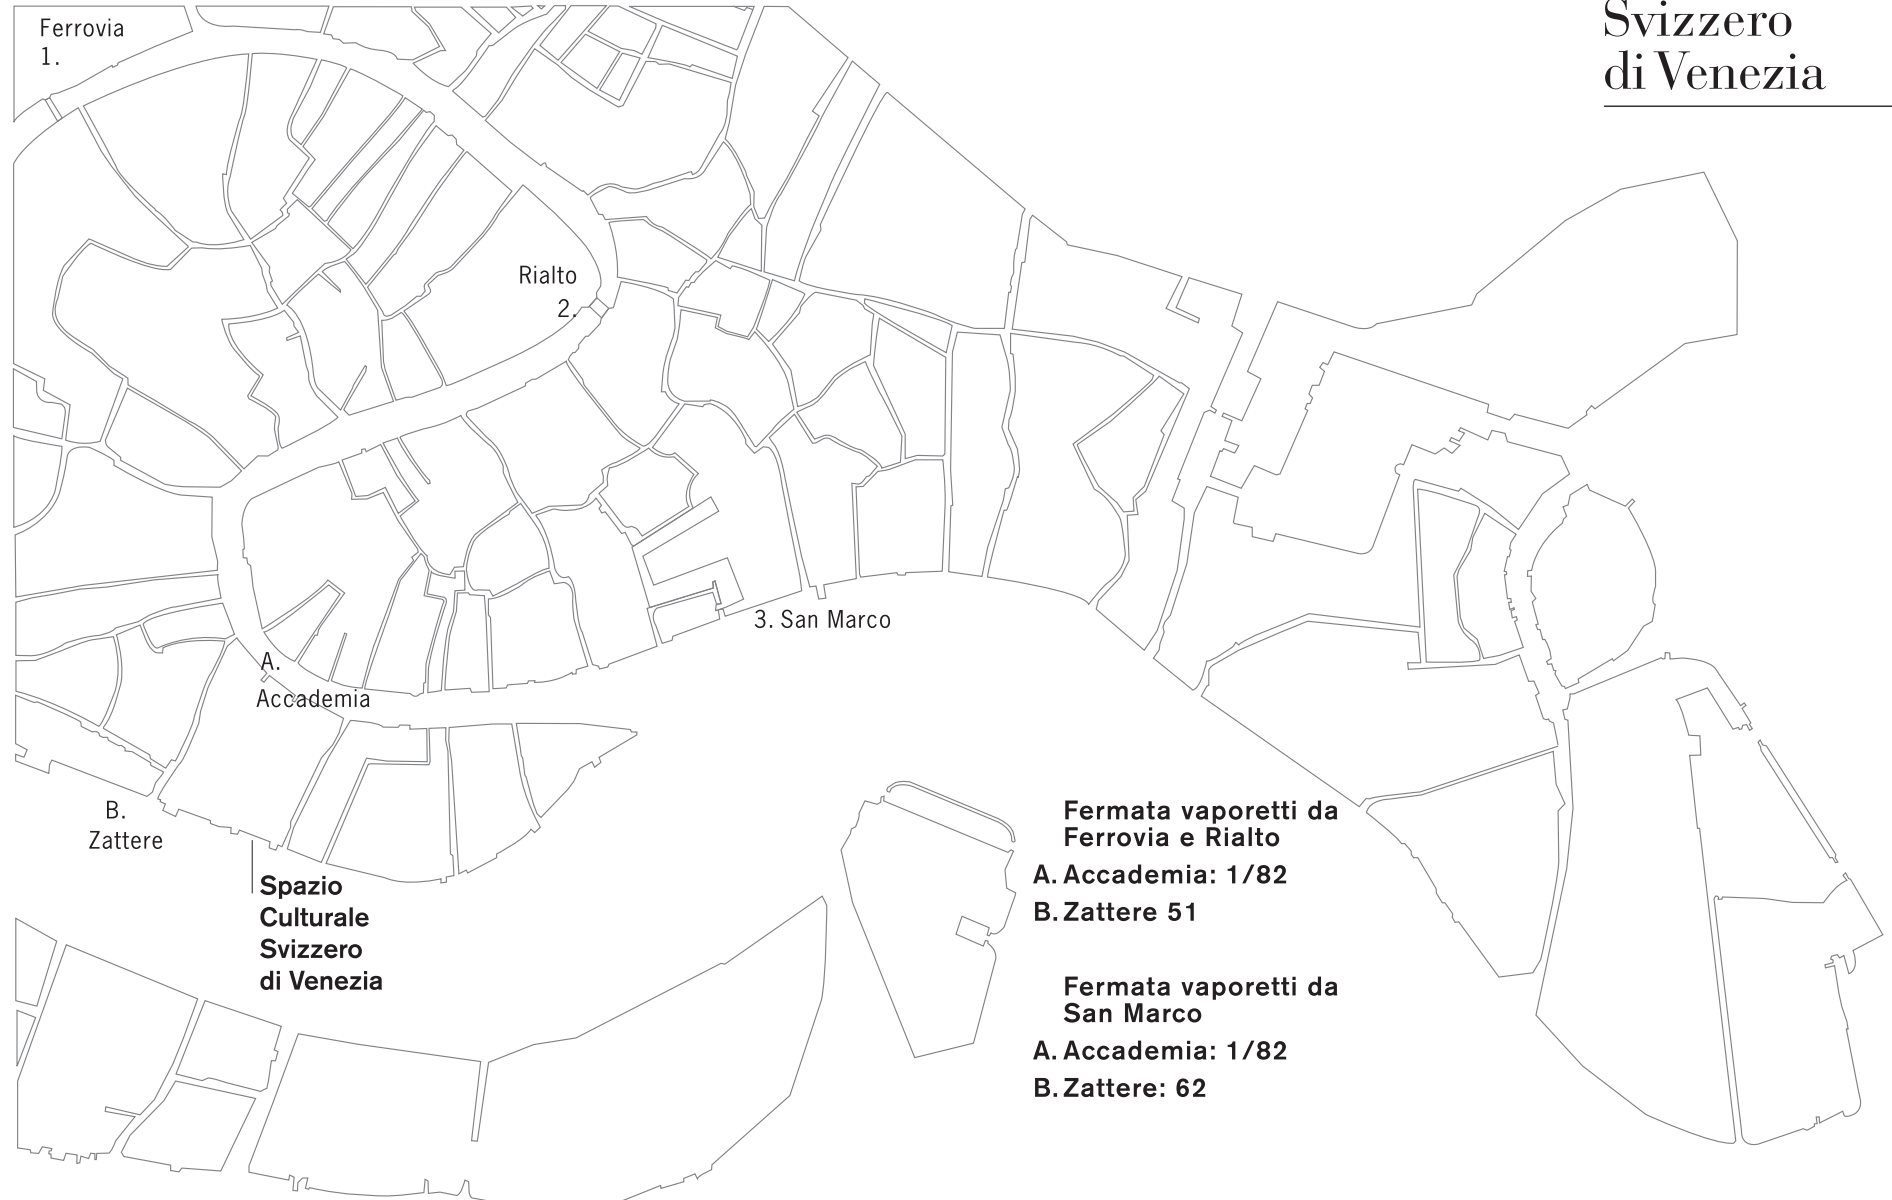 Svizzero
di Venezia
Ferrovia
1.
Rialto
2.
3. San Marco
A.
Accademia
B.
Zattere
Spazio
Culturale
Svizzero
di Venezia
Fermata vaporetti da
Ferrovia e Rialto
A. Accademia: 1/82
B. Zattere 51
Fermata vaporetti da
San Marco
A. Accademia: 1/82
B. Zattere: 62